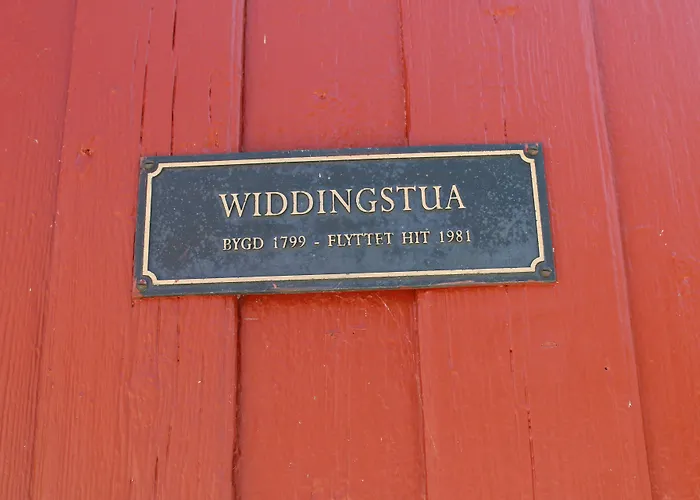 WIDDINGSTUA
BYGD 1799 - FLYTTET HIT 1981